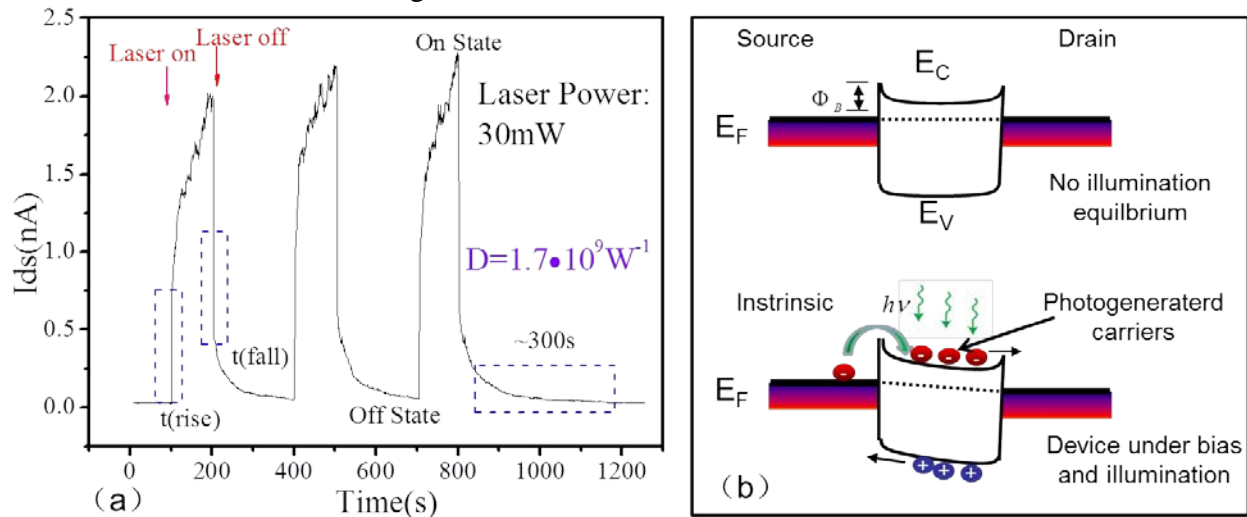 2.5
2.0
1.5
1.0
0.5
0.0
Ids(nA)
Laser on
Laser off
On State
Laser Power:
30mW
D=1.7•10⁹W⁻¹
~300s
t(fall)
t(rise)
Off State
0 200 400 600 800 1000 1200
Time(s)
(a)
Source Drain
E_C
Φ_B
E_F
E_V
No illumination
equilbrium
Instrinsic
hν
Photogeneraterd
carriers
E_F
Device under bias
and illumination
(b)